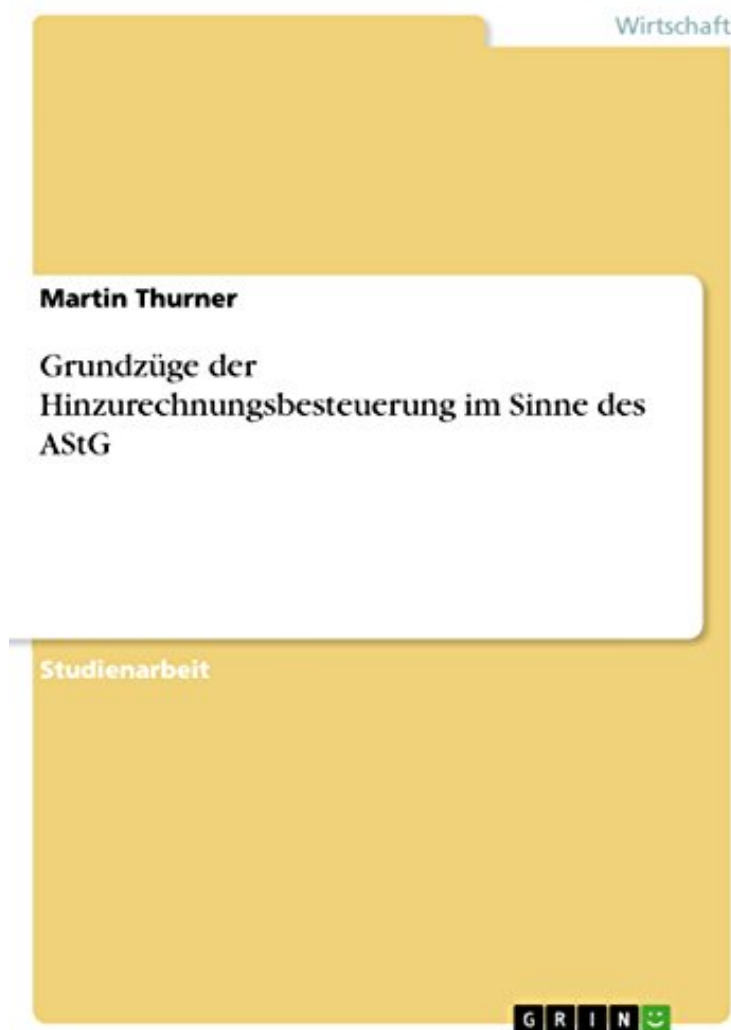 Wirtschaft
Martin Thurner
Grundzüge der
Hinzurechnungsbesteuerung im Sinne des
AStG
Studienarbeit
GRIN